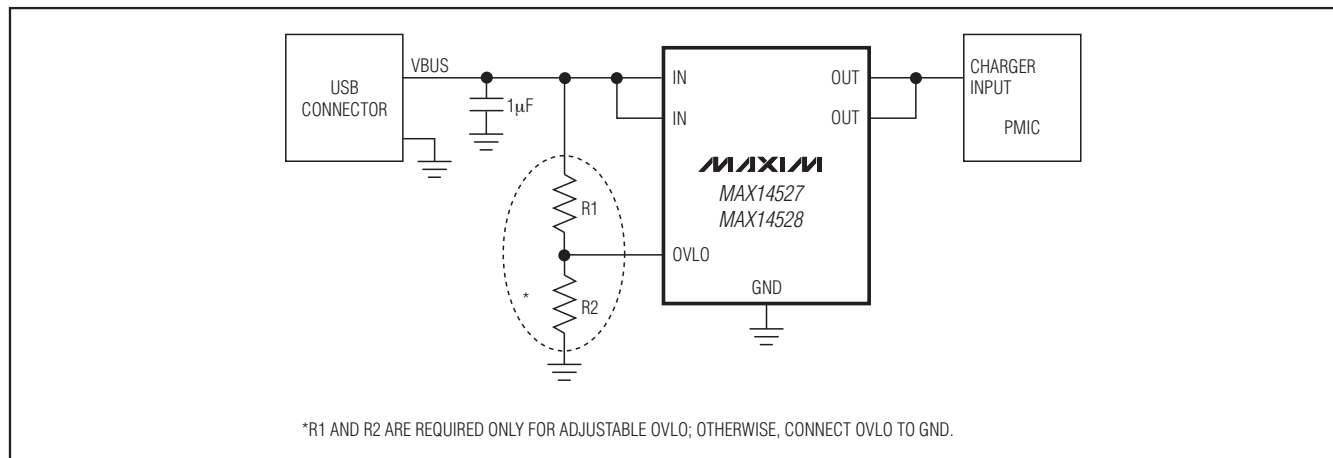 USB
CONNECTOR
VBUS
1μF
R1
*
R2
IN
IN
OVLO
OUT
OUT
MAXIM
MAX14527
MAX14528
GND
CHARGER
INPUT
PMIC
*R1 AND R2 ARE REQUIRED ONLY FOR ADJUSTABLE OVLO; OTHERWISE, CONNECT OVLO TO GND.